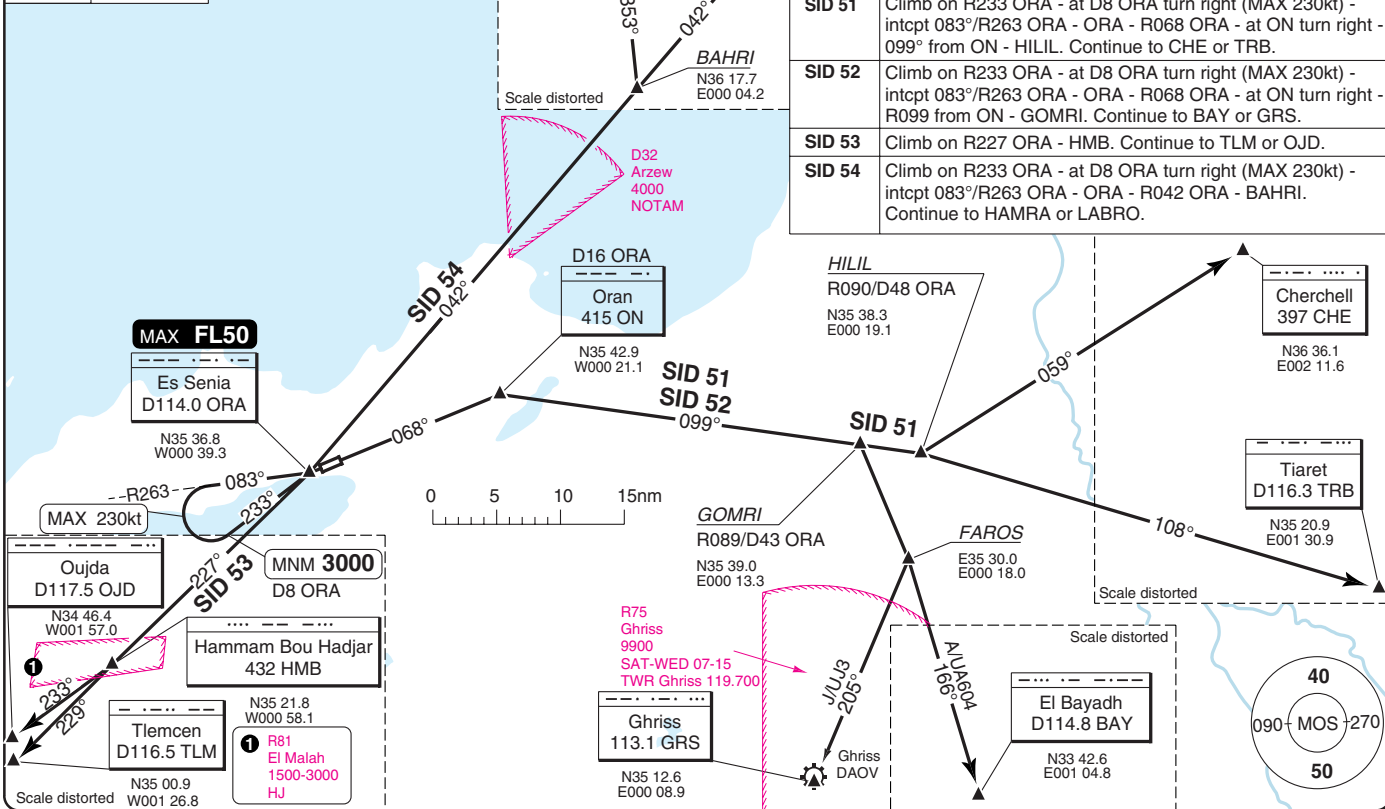 SID 51 Climb on R233 ORA - at D8 ORA turn right (MAX 230kt) -
intcpt 083°/R263 ORA - ORA - R068 ORA - at ON turn right -
099° from ON - HILIL. Continue to CHE or TRB.
SID 52 Climb on R233 ORA - at D8 ORA turn right (MAX 230kt) -
intcpt 083°/R263 ORA - ORA - R068 ORA - at ON turn right -
R099 from ON - GOMRI. Continue to BAY or GRS.
SID 53 Climb on R227 ORA - HMB. Continue to TLM or OJD.
SID 54 Climb on R233 ORA - at D8 ORA turn right (MAX 230kt) -
intcpt 083°/R263 ORA - ORA - R042 ORA - BAHRI.
Continue to HAMRA or LABRO.
353°
042°
BAHRI
N36 17.7
E000 04.2
Scale distorted
D32
Arzew
4000
NOTAM
SID 54
042°
D16 ORA
Oran
415 ON
N35 42.9
W000 21.1
HILIL
R090/D48 ORA
N35 38.3
E000 19.1
Cherchell
397 CHE
N36 36.1
E002 11.6
MAX FL50
Es Senia
D114.0 ORA
N35 36.8
W000 39.3
SID 51
SID 52
099°
SID 51
059°
068°
083°
R263
233°
MAX 230kt
0 5 10 15nm
Tiaret
D116.3 TRB
N35 20.9
E001 30.9
108°
Scale distorted
GOMRI
R089/D43 ORA
N35 39.0
E000 13.3
FAROS
E35 30.0
E000 18.0
MNM 3000
D8 ORA
227°
SID 53
Oujda
D117.5 OJD
N34 46.4
W001 57.0
Hammam Bou Hadjar
432 HMB
N35 21.8
W000 58.1
1
233°
229°
Tlemcen
D116.5 TLM
N35 00.9
W001 26.8
Scale distorted
1 R81
El Malah
1500-3000
HJ
R75
Ghriss
9900
SAT-WED 07-15
TWR Ghriss 119.700
Ghriss
113.1 GRS
N35 12.6
E000 08.9
J/UJ3
205°
Ghriss
DAOV
A/UA604
166°
Scale distorted
El Bayadh
D114.8 BAY
N33 42.6
E001 04.8
40
090 MOS 270
50